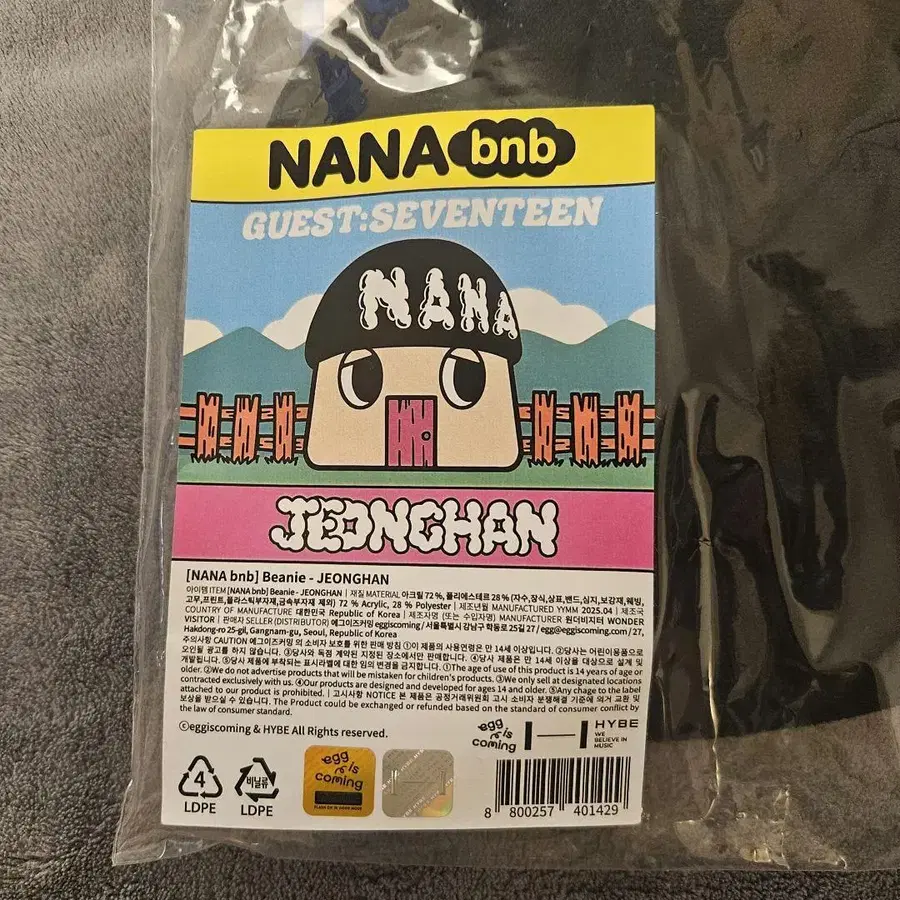 NANA bnb
GUEST:SEVENTEEN
NANA
JEONGHAN
[NANA bnb] Beanie - JEONGHAN
아이템 ITEM [NANA bnb] Beanie - JEONGHAN | 재질 MATERIAL 아크릴 72%, 폴리에스테르 28% (자수,장식,상표,밴드,심지,보강재,웨빙,
고무,프린트,플라스틱부자재,금속부자재 제외) 72 % Acrylic, 28 % Polyester | 제조년월 MANUFACTURED YYMM 2025.04 | 제조국
COUNTRY OF MANUFACTURE 대한민국 Republic of Korea | 제조자명 (또는 수입자명) MANUFACTURER 원더비지터 WONDER
VISITOR | 판매자 SELLER (DISTRIBUTOR) 에그이즈커밍 eggiscoming / 서울특별시 강남구 학동로 25길 27 / egg@eggiscoming.com / 27,
Hakdong-ro 25-gil, Gangnam-gu, Seoul, Republic of Korea
주의사항 CAUTION 에그이즈커밍의 소비자 보호를 위한 판매 방침 ①이 제품의 사용연령은 만 14세 이상입니다. ②당사는 어린이용품으로
오인될 광고를 하지 않습니다. ③당사와 독점 계약된 지정된 장소에서만 판매합니다. ④당사 제품은 만 14세 이상을 대상으로 설계 및
개발됩니다. ⑤당사 제품에 부착되는 표시라벨에 대한 임의 변경을 금지합니다. ①The age of use of this product is 14 years of age or
older. ②We do not advertise products that will be mistaken for children's products. ③We only sell at designated locations
contracted exclusively with us. ④Our products are designed and developed for ages 14 and older. ⑤Any chage to the label
attached to our product is prohibited. | 고시사항 NOTICE 본 제품은 공정거래위원회 고시 소비자 분쟁해결 기준에 의거 교환 및
보상을 받으실 수 있습니다. The Product could be exchanged or refunded based on the standard of consumer conflict by
the law of consumer standard.
©eggiscoming & HYBE All Rights reserved.
egg is coming
HYBE
WE
BELIEVE IN
MUSIC
4
LDPE
비닐류
LDPE
egg is coming
8 800257 401429